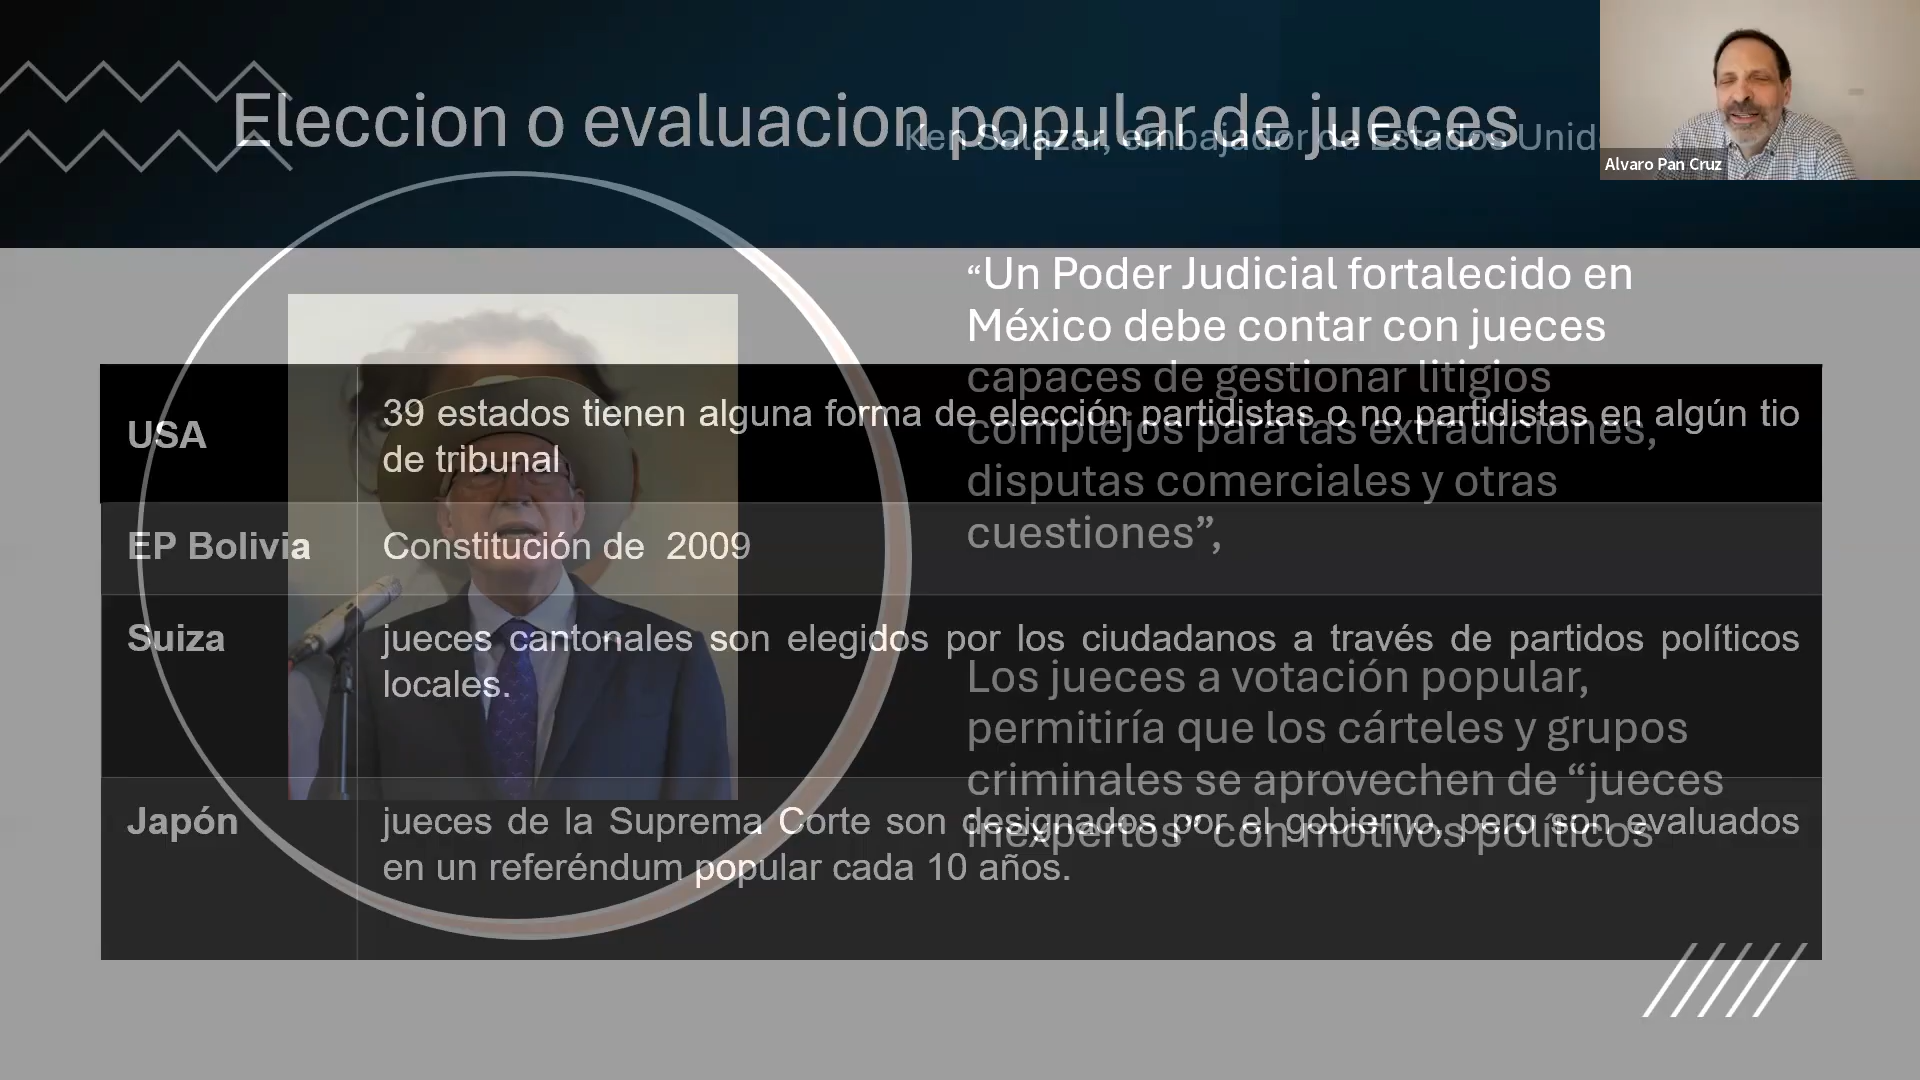 Eleccion o evaluacion popular de jueces
Ken Salazar, embajador de Estados
Alvaro Pan Cruz
“Un Poder Judicial fortalecido en
México debe contar con jueces
capaces de gestionar litigios
complejos para las extradiciones,
disputas comerciales y otras
cuestiones”,
Los jueces a votación popular,
permitiría que los cárteles y grupos
criminales se aprovechen de “jueces
inexpertos” con motivos políticos
USA
39 estados tienen alguna forma de elección partidistas o no partidistas en algún tio
de tribunal
EP Bolivia
Constitución de 2009
Suiza
jueces cantonales son elegidos por los ciudadanos a través de partidos políticos
locales.
Japón
jueces de la Suprema Corte son designados por el gobierno, pero son evaluados
en un referéndum popular cada 10 años.